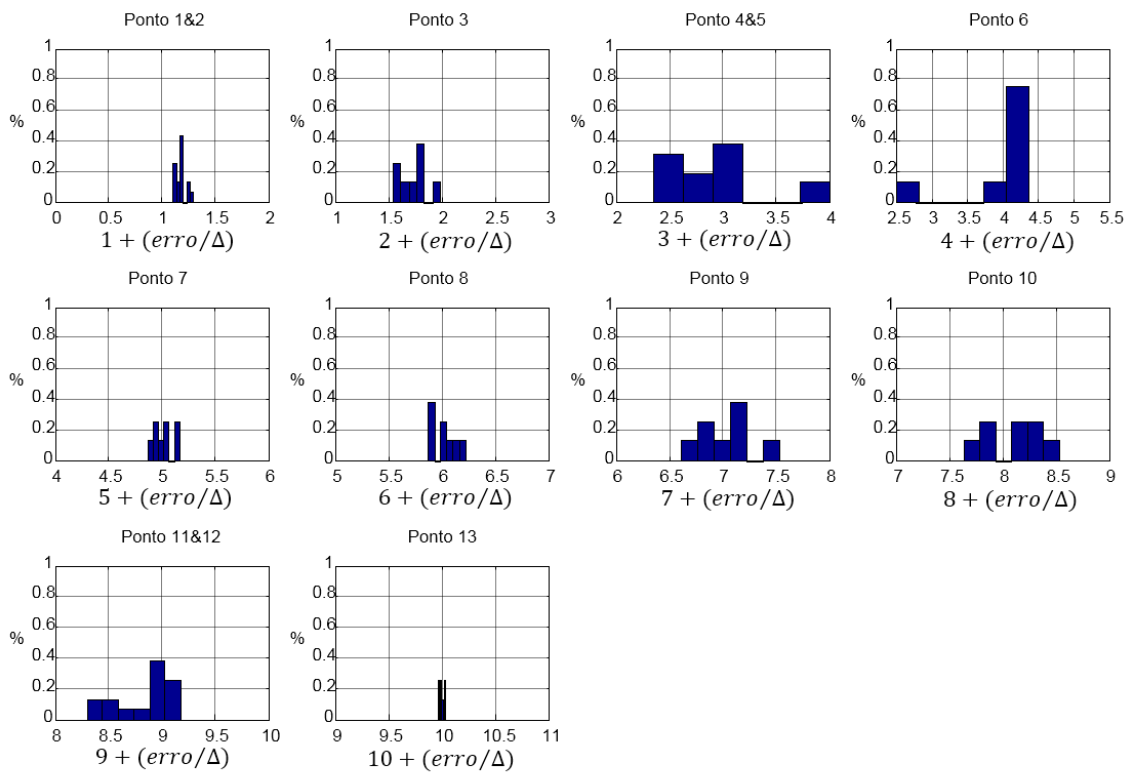 Ponto 1&2
Ponto 3
Ponto 4&5
Ponto 6
1
0.8
0.6
%
0.4
0.2
0
0 0.5 1 1.5 2
1 + (erro/Δ)
1
0.8
0.6
%
0.4
0.2
0
1 1.5 2 2.5 3
2 + (erro/Δ)
1
0.8
0.6
%
0.4
0.2
0
2 2.5 3 3.5 4
3 + (erro/Δ)
1
0.8
0.6
%
0.4
0.2
0
2.5 3 3.5 4 4.5 5 5.5
4 + (erro/Δ)
Ponto 7
Ponto 8
Ponto 9
Ponto 10
1
0.8
0.6
%
0.4
0.2
0
4 4.5 5 5.5 6
5 + (erro/Δ)
1
0.8
0.6
%
0.4
0.2
0
5 5.5 6 6.5 7
6 + (erro/Δ)
1
0.8
0.6
%
0.4
0.2
0
6 6.5 7 7.5 8
7 + (erro/Δ)
1
0.8
0.6
%
0.4
0.2
0
7 7.5 8 8.5 9
8 + (erro/Δ)
Ponto 11&12
Ponto 13
1
0.8
0.6
%
0.4
0.2
0
8 8.5 9 9.5 10
9 + (erro/Δ)
1
0.8
0.6
%
0.4
0.2
0
9 9.5 10 10.5 11
10 + (erro/Δ)